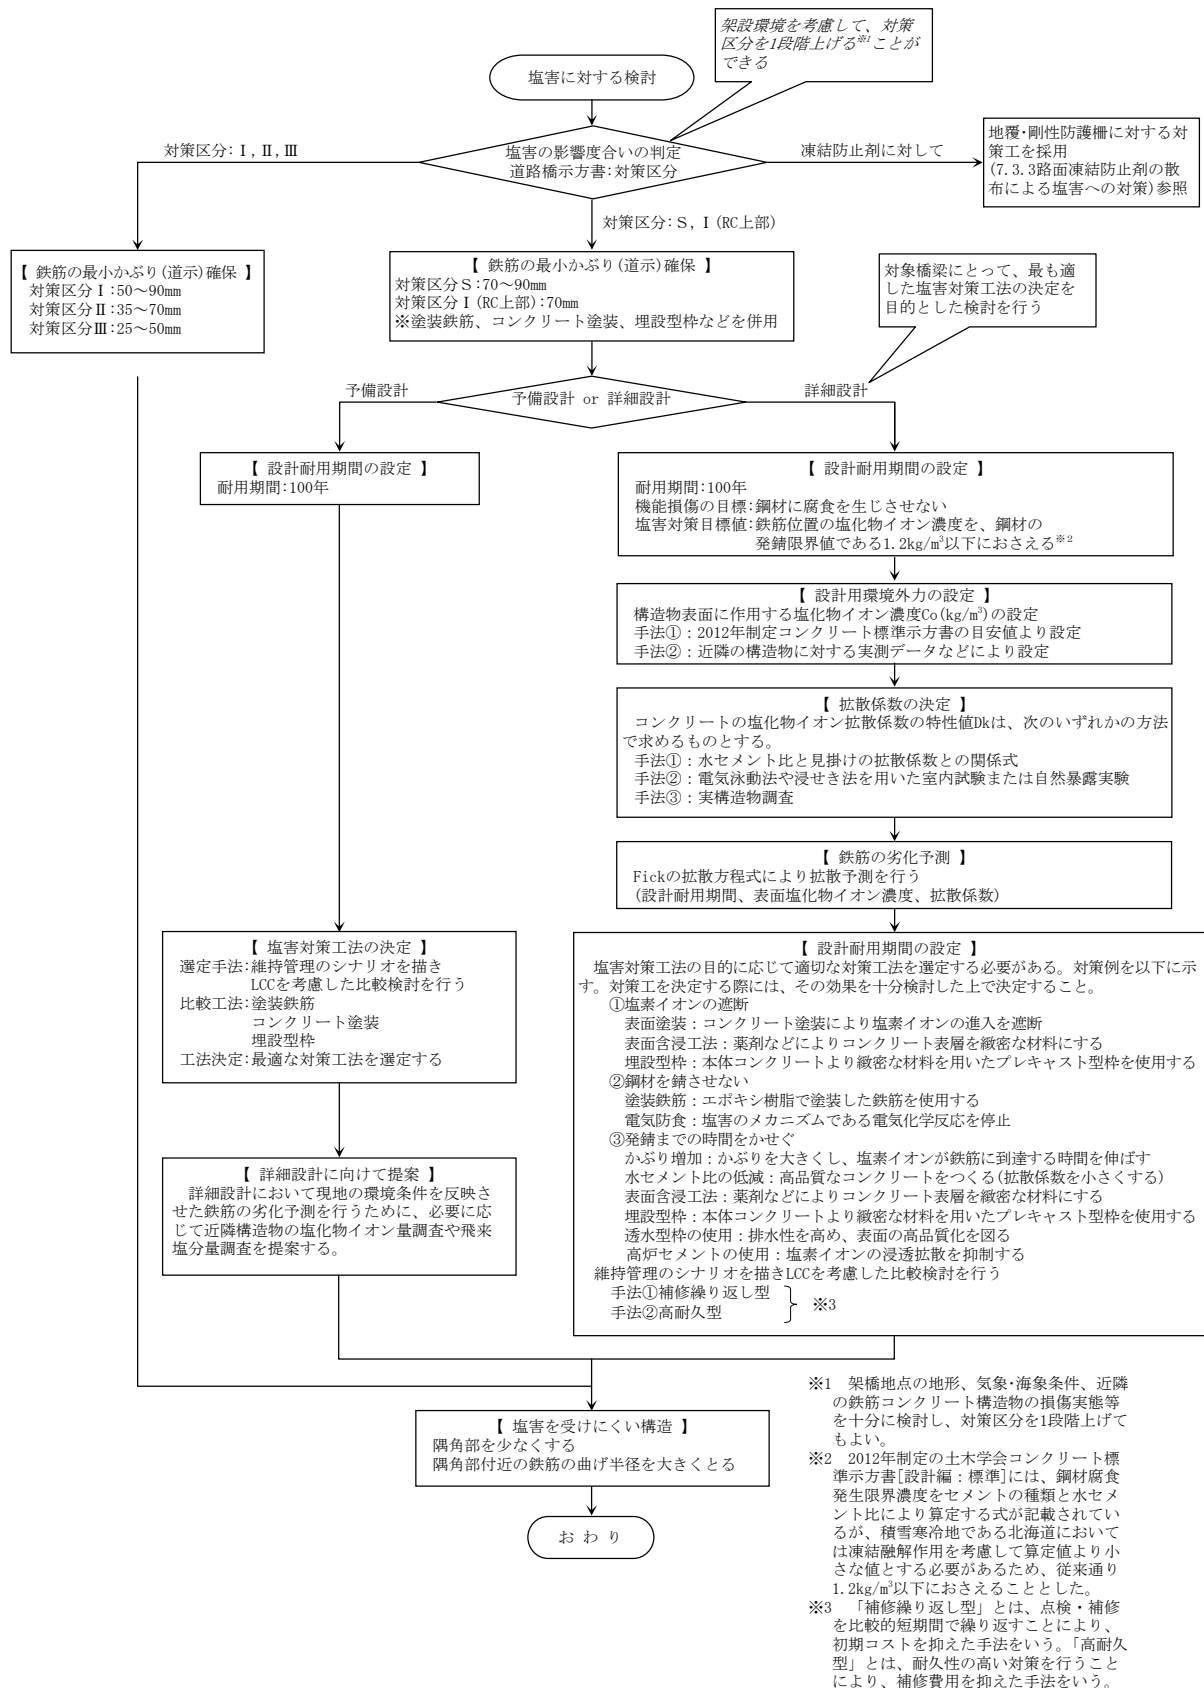 架設環境を考慮して、対策
区分を1段階上げる※1ことが
できる
塩害に対する検討
対策区分：Ⅰ，Ⅱ，Ⅲ
塩害の影響度合いの判定
道路橋示方書：対策区分
凍結防止剤に対して
地覆・剛性防護柵に対する対
策工を採用
(7.3.3路面凍結防止剤の散
布による塩害への対策)参照
対策区分：S，Ⅰ(RC上部)
【 鉄筋の最小かぶり(道示)確保 】
対策区分Ⅰ：50～90mm
対策区分Ⅱ：35～70mm
対策区分Ⅲ：25～50mm
【 鉄筋の最小かぶり(道示)確保 】
対策区分S：70～90mm
対策区分Ⅰ(RC上部)：70mm
※塗装鉄筋、コンクリート塗装、埋設型枠などを併用
対象橋梁にとって、最も適
した塩害対策工法の決定を
目的とした検討を行う
予備設計
予備設計 or 詳細設計
詳細設計
【 設計耐用期間の設定 】
耐用期間：100年
【 設計耐用期間の設定 】
耐用期間：100年
機能損傷の目標：鋼材に腐食を生じさせない
塩害対策目標値：鉄筋位置の塩化物イオン濃度を、鋼材の
発錆限界値である1.2kg/m³以下におさえる※2
【 設計用環境外力の設定 】
構造物表面に作用する塩化物イオン濃度Co(kg/m³)の設定
手法①：2012年制定コンクリート標準示方書の目安値より設定
手法②：近隣の構造物に対する実測データなどにより設定
【 拡散係数の決定 】
コンクリートの塩化物イオン拡散係数の特性値Dkは、次のいずれかの方法
で求めるものとする。
手法①：水セメント比と見掛けの拡散係数との関係式
手法②：電気泳動法や浸せき法を用いた室内試験または自然暴露実験
手法③：実構造物調査
【 鉄筋の劣化予測 】
Fickの拡散方程式により拡散予測を行う
(設計耐用期間、表面塩化物イオン濃度、拡散係数)
【 塩害対策工法の決定 】
選定手法：維持管理のシナリオを描き
LCCを考慮した比較検討を行う
比較工法：塗装鉄筋
コンクリート塗装
埋設型枠
工法決定：最適な対策工法を選定する
【 詳細設計に向けて提案 】
詳細設計において現地の環境条件を反映さ
せた鉄筋の劣化予測を行うために、必要に応
じて近隣構造物の塩化物イオン量調査や飛来
塩分量調査を提案する。
【 設計耐用期間の設定 】
塩害対策工法の目的に応じて適切な対策工法を選定する必要がある。対策例を以下に示
す。対策工を決定する際には、その効果を十分検討した上で決定すること。
①塩素イオンの遮断
表面塗装：コンクリート塗装により塩素イオンの進入を遮断
表面含浸工法：薬剤などによりコンクリート表層を緻密な材料にする
埋設型枠：本体コンクリートより緻密な材料を用いたプレキャスト型枠を使用する
②鋼材を錆させない
塗装鉄筋：エポキシ樹脂で塗装した鉄筋を使用する
電気防食：塩害のメカニズムである電気化学反応を停止
③発錆までの時間をかせぐ
かぶり増加：かぶりを大きくし、塩素イオンが鉄筋に到達する時間を伸ばす
水セメント比の低減：高品質なコンクリートをつくる(拡散係数を小さくする)
表面含浸工法：薬剤などによりコンクリート表層を緻密な材料にする
埋設型枠：本体コンクリートより緻密な材料を用いたプレキャスト型枠を使用する
透水型枠の使用：排水性を高め、表面の高品質化を図る
高炉セメントの使用：塩素イオンの浸透拡散を抑制する
維持管理のシナリオを描きLCCを考慮した比較検討を行う
手法①補修繰り返し型
手法②高耐久型
※3
【 塩害を受けにくい構造 】
隅角部を少なくする
隅角部付近の鉄筋の曲げ半径を大きくとる
おわり
※1 架橋地点の地形、気象・海象条件、近隣
の鉄筋コンクリート構造物の損傷実態等
を十分に検討し、対策区分を1段階上げて
もよい。
※2 2012年制定の土木学会コンクリート標
準示方書[設計編：標準]には、鋼材腐食
発生限界濃度をセメントの種類と水セメ
ント比により算定する式が記載されてい
るが、積雪寒冷地である北海道において
は凍結融解作用を考慮して算定値より小
さな値とする必要があるため、従来通り
1.2kg/m³以下におさえることとした。
※3 「補修繰り返し型」とは、点検・補修
を比較的短期間で繰り返すことにより、
初期コストを抑えた手法をいう。「高耐久
型」とは、耐久性の高い対策を行うこと
により、補修費用を抑えた手法をいう。